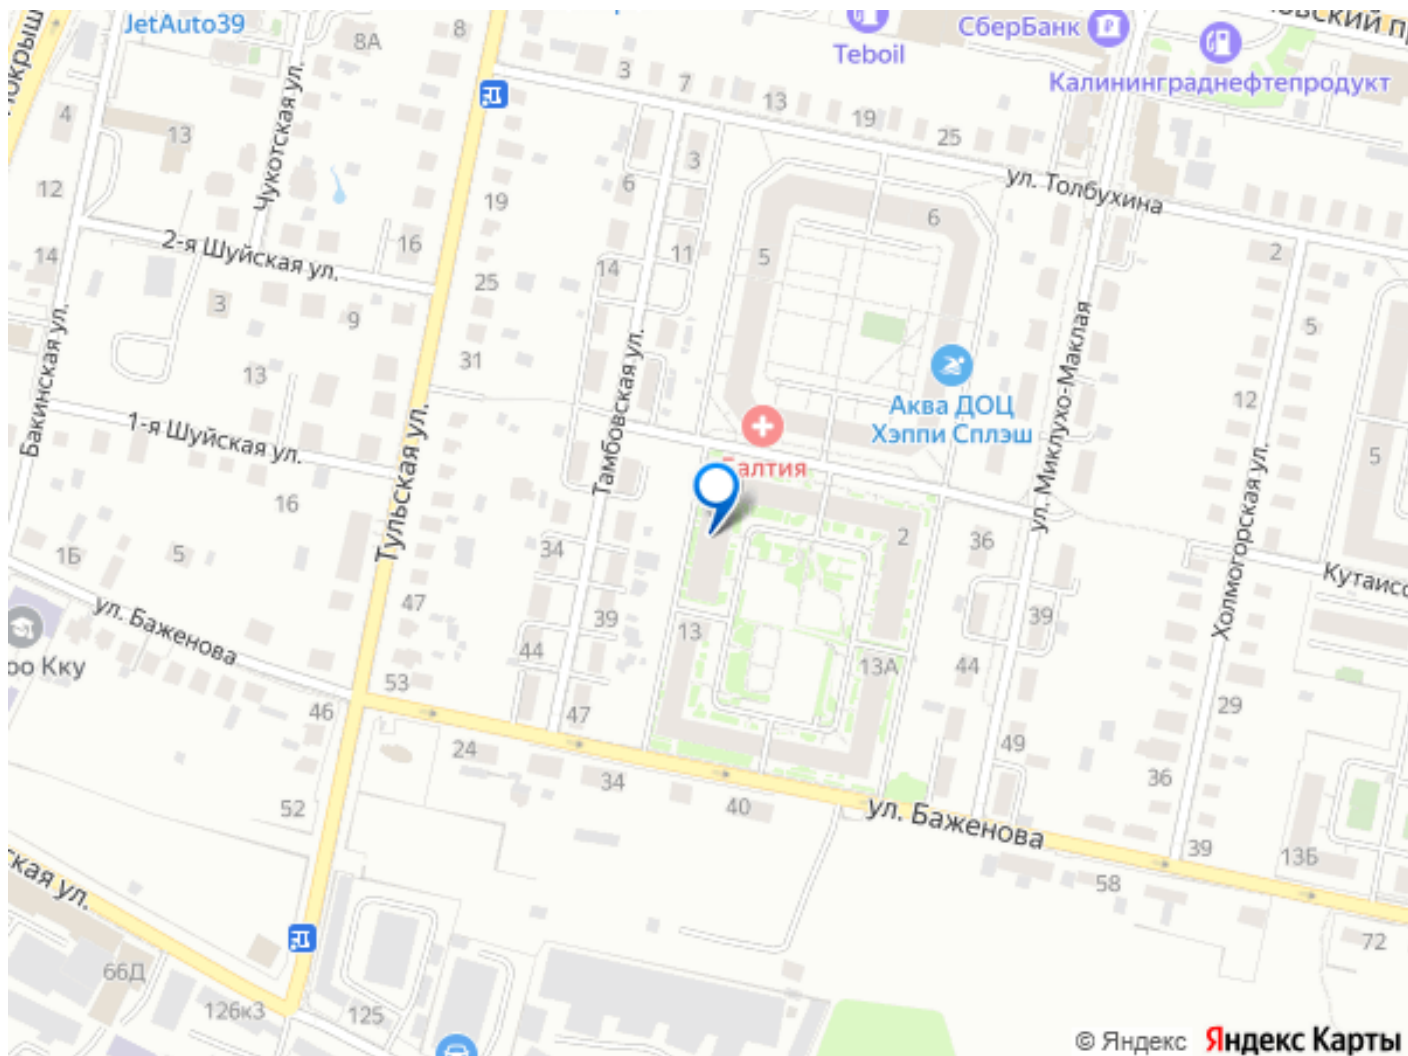 JetAuto39
8А
8
3
7
13
19
25
Teboil
СберБанк
Калининграднефтепродукт
4
13
Чукотская ул.
12
6
3
19
ул. Толбухина
6
2-я Шуйская ул.
16
14
3
9
25
14
11
5
2
5
Бакинская ул.
13
31
Тамбовская ул.
Аква ДОЦ
Хэппи Сплэш
ул. Миклухо-Маклая
12
5
1-я Шуйская ул.
Тульская ул.
16
2
36
Холмогорская ул.
1Б
5
34
ул. Баженова
47
39
13
13А
39
44
44
53
46
47
29
24
34
40
49
36
52
ул. Баженова
39
13Б
58
72
66Д
126к3
125
© Яндекс Яндекс Карты